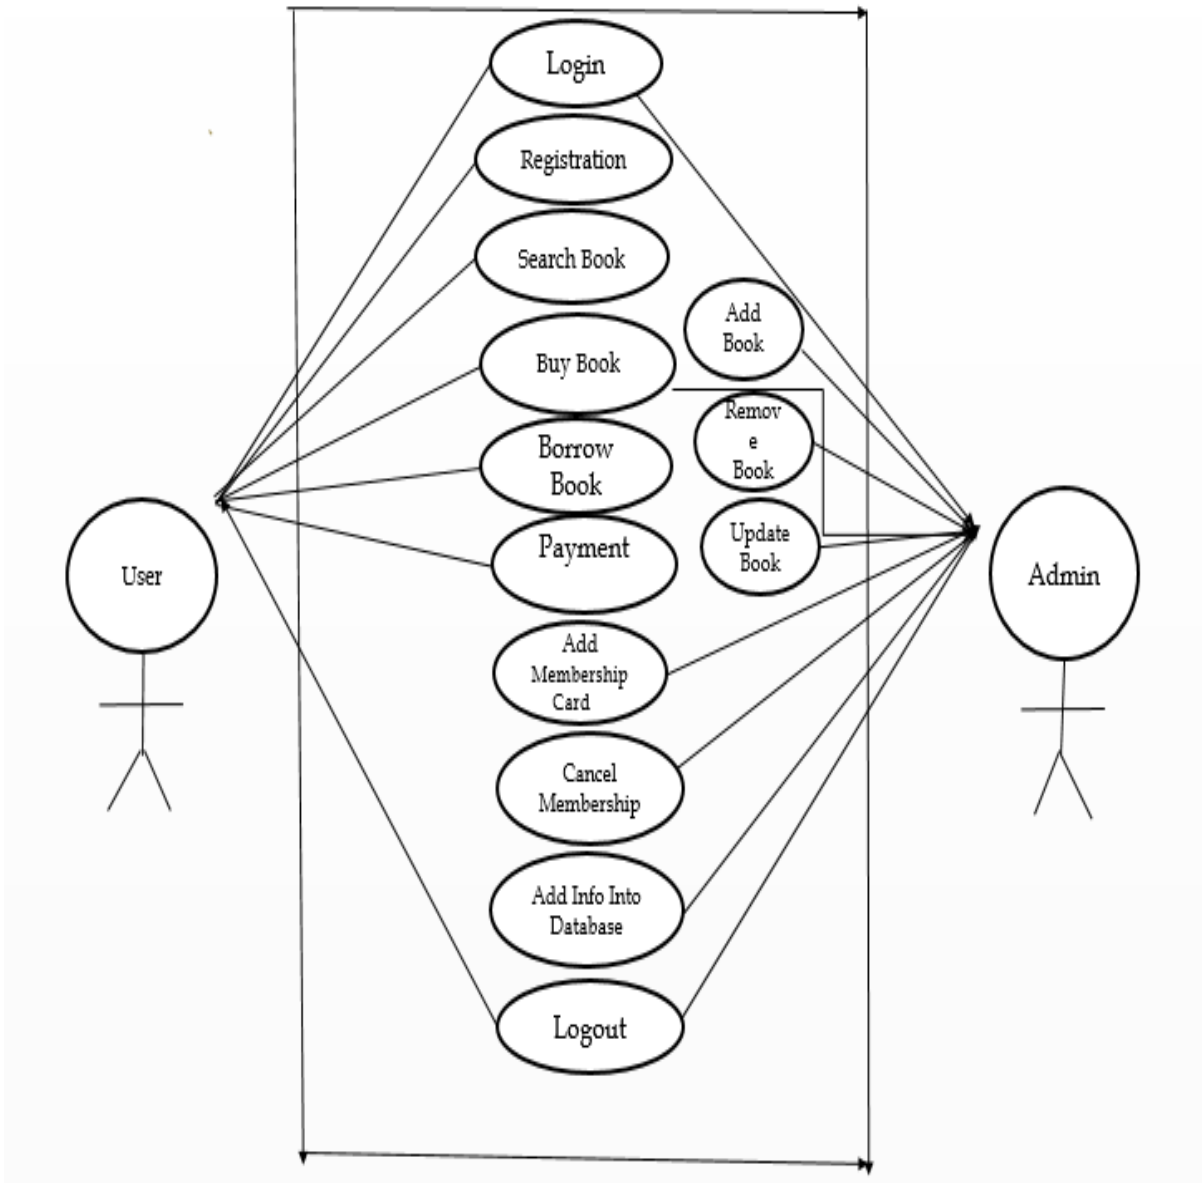 Login
Registration
Search Book
Add
Book
Buy Book
Remov
e
Book
Borrow
Book
Update
Book
Payment
User
Admin
Add
Membership
Card
Cancel
Membership
Add Info Into
Database
Logout